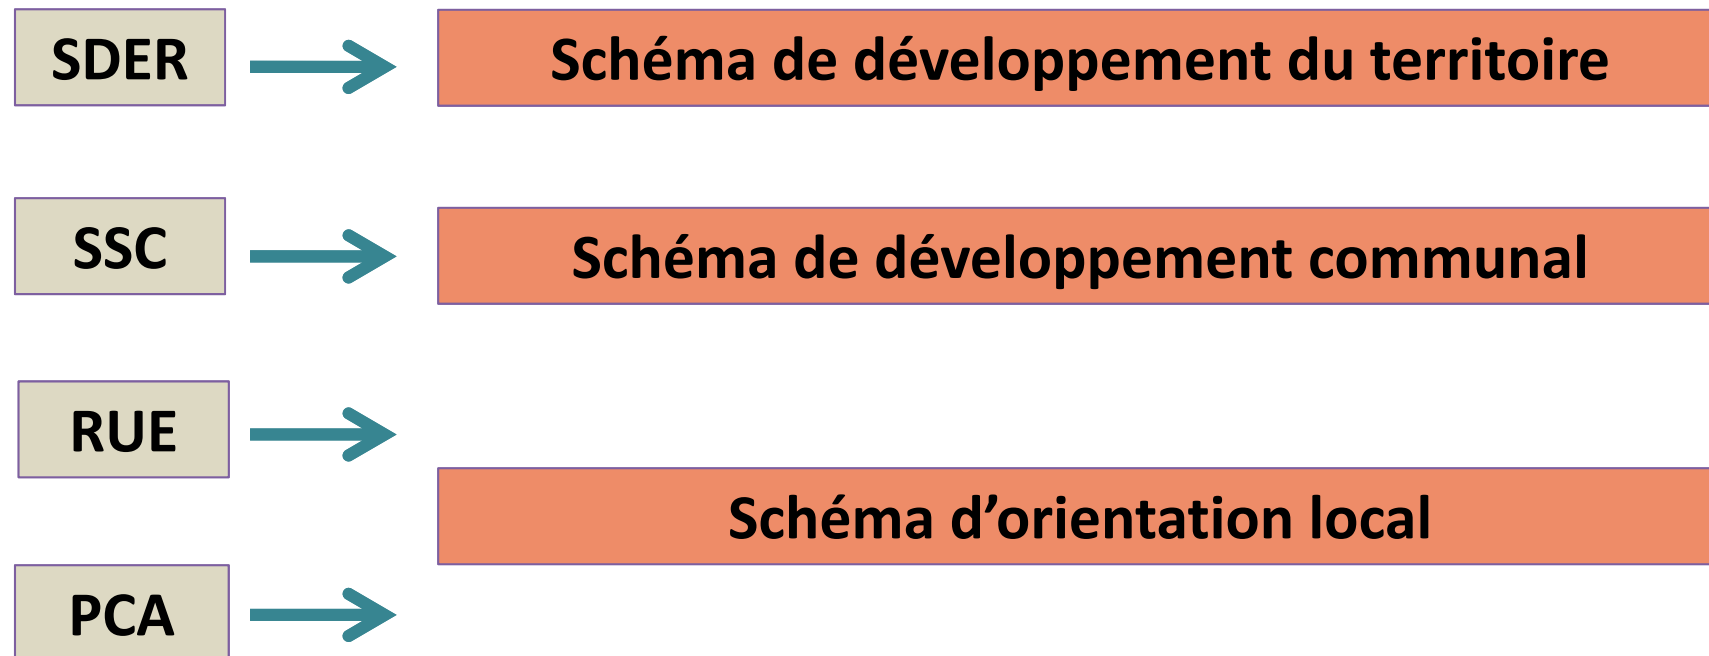 SDER
Schéma de développement du territoire
SSC
Schéma de développement communal
RUE
Schéma d’orientation local
PCA